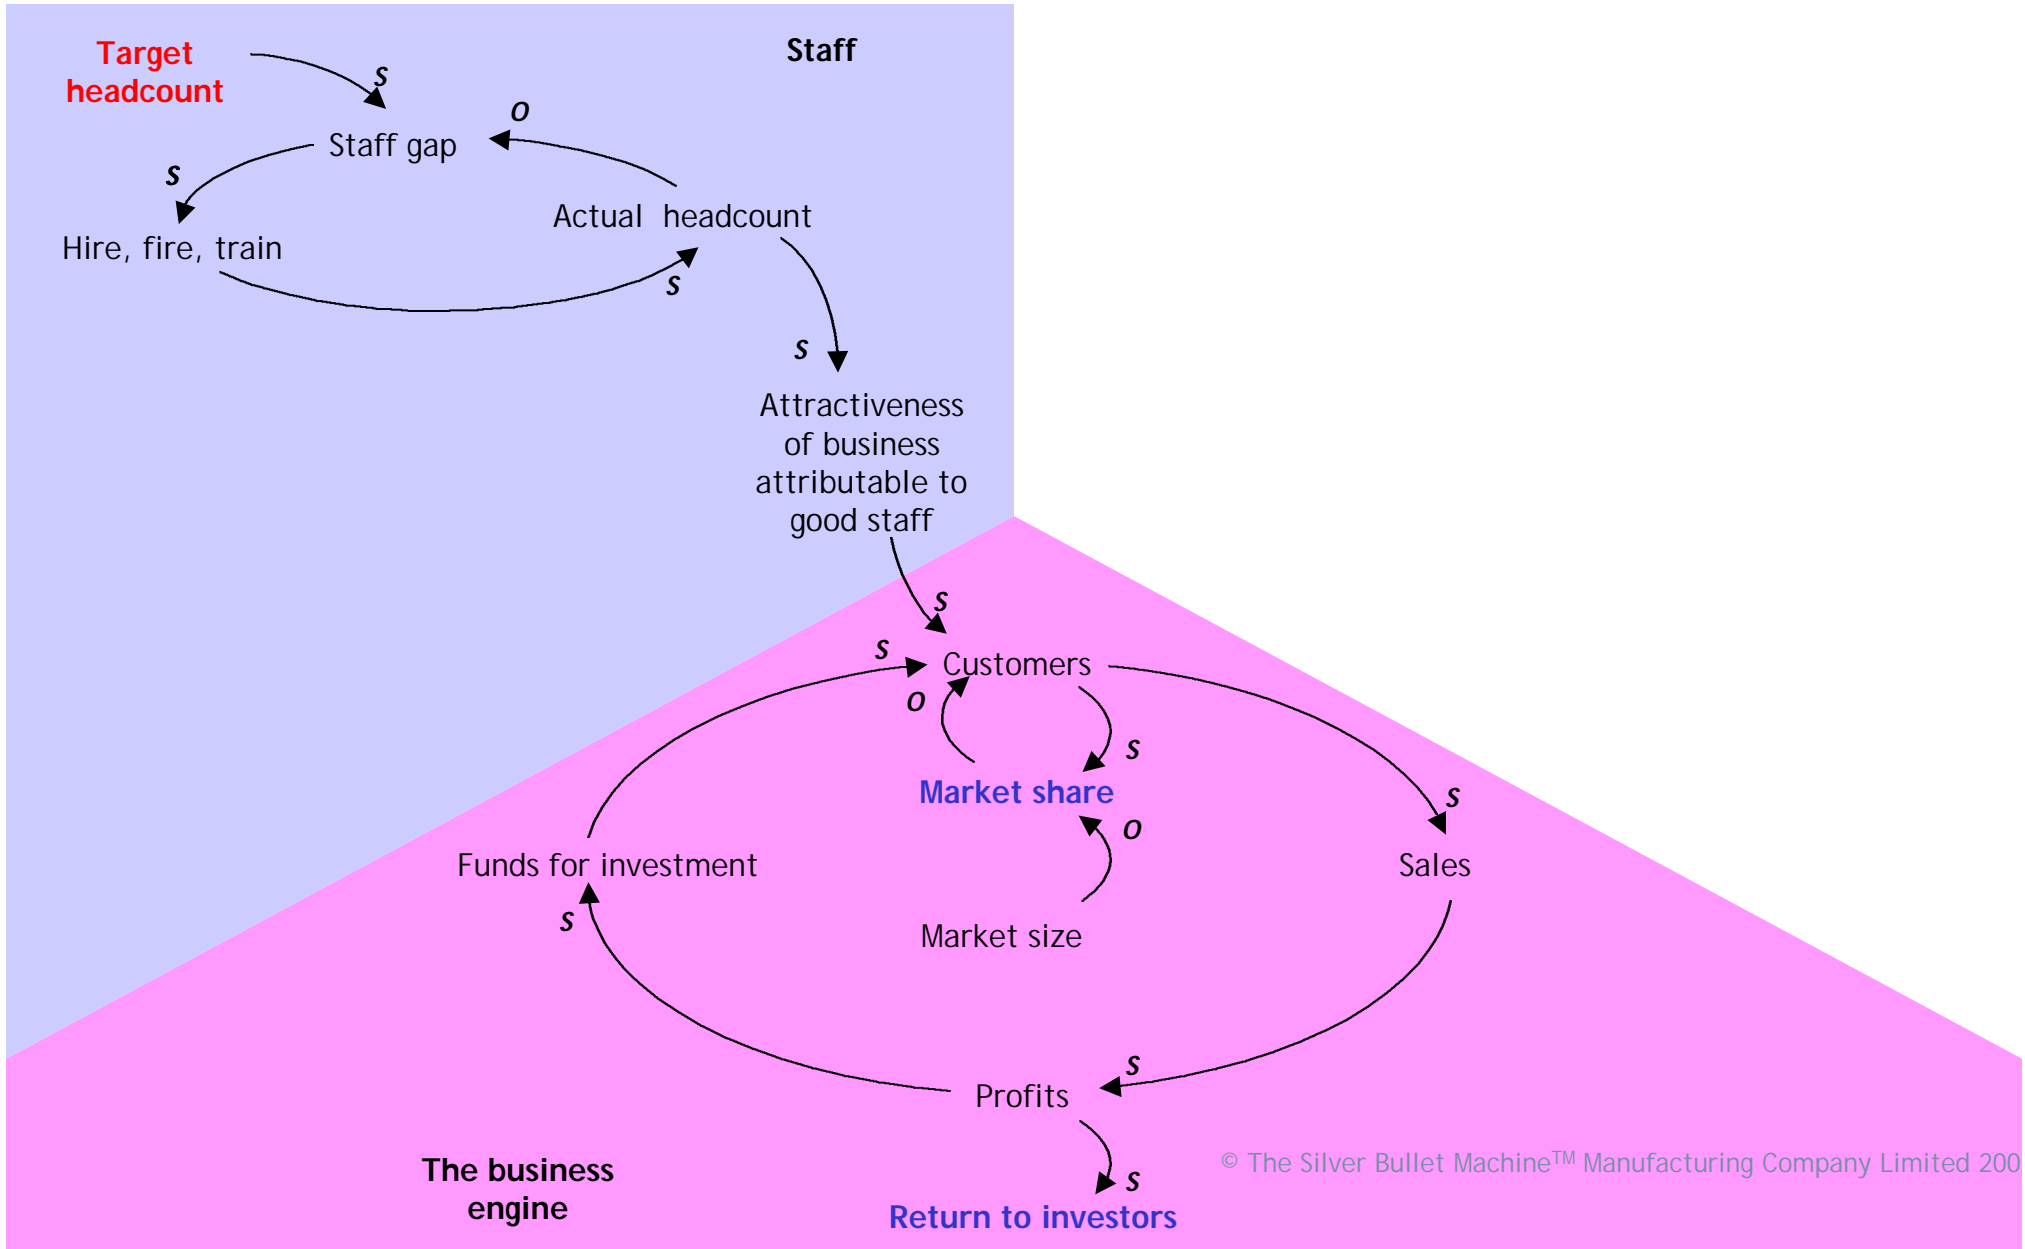 Target
headcount
Staff
S
O
Staff gap
S
Actual headcount
Hire, fire, train
S
S
Attractiveness
of business
attributable to
good staff
S
S
Customers
O
S
Market share
S
O
Funds for investment
Sales
S
Market size
S
Profits
The business
engine
© The Silver Bullet Machine™ Manufacturing Company Limited 200
S
Return to investors